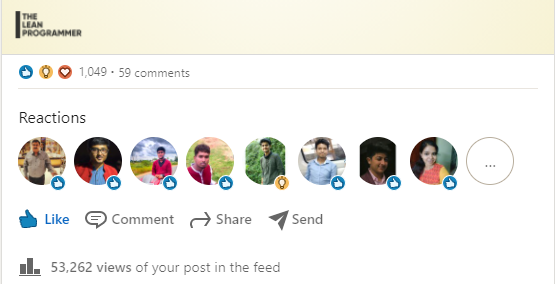 THE
LEAN
PROGRAMMER
1,049 · 59 comments
Reactions
...
Like Comment Share Send
53,262 views of your post in the feed